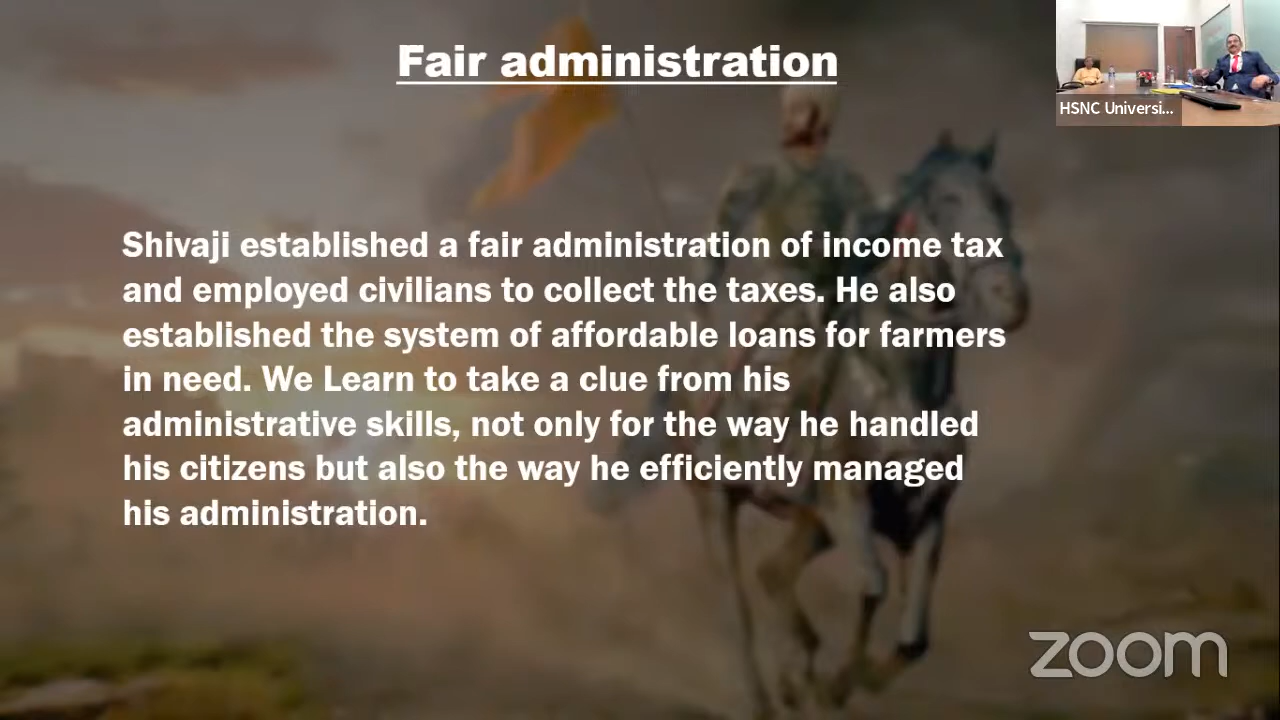 Fair administration
HSNC Universi...
Shivaji established a fair administration of income tax
and employed civilians to collect the taxes. He also
established the system of affordable loans for farmers
in need. We Learn to take a clue from his
administrative skills, not only for the way he handled
his citizens but also the way he efficiently managed
his administration.
zoom